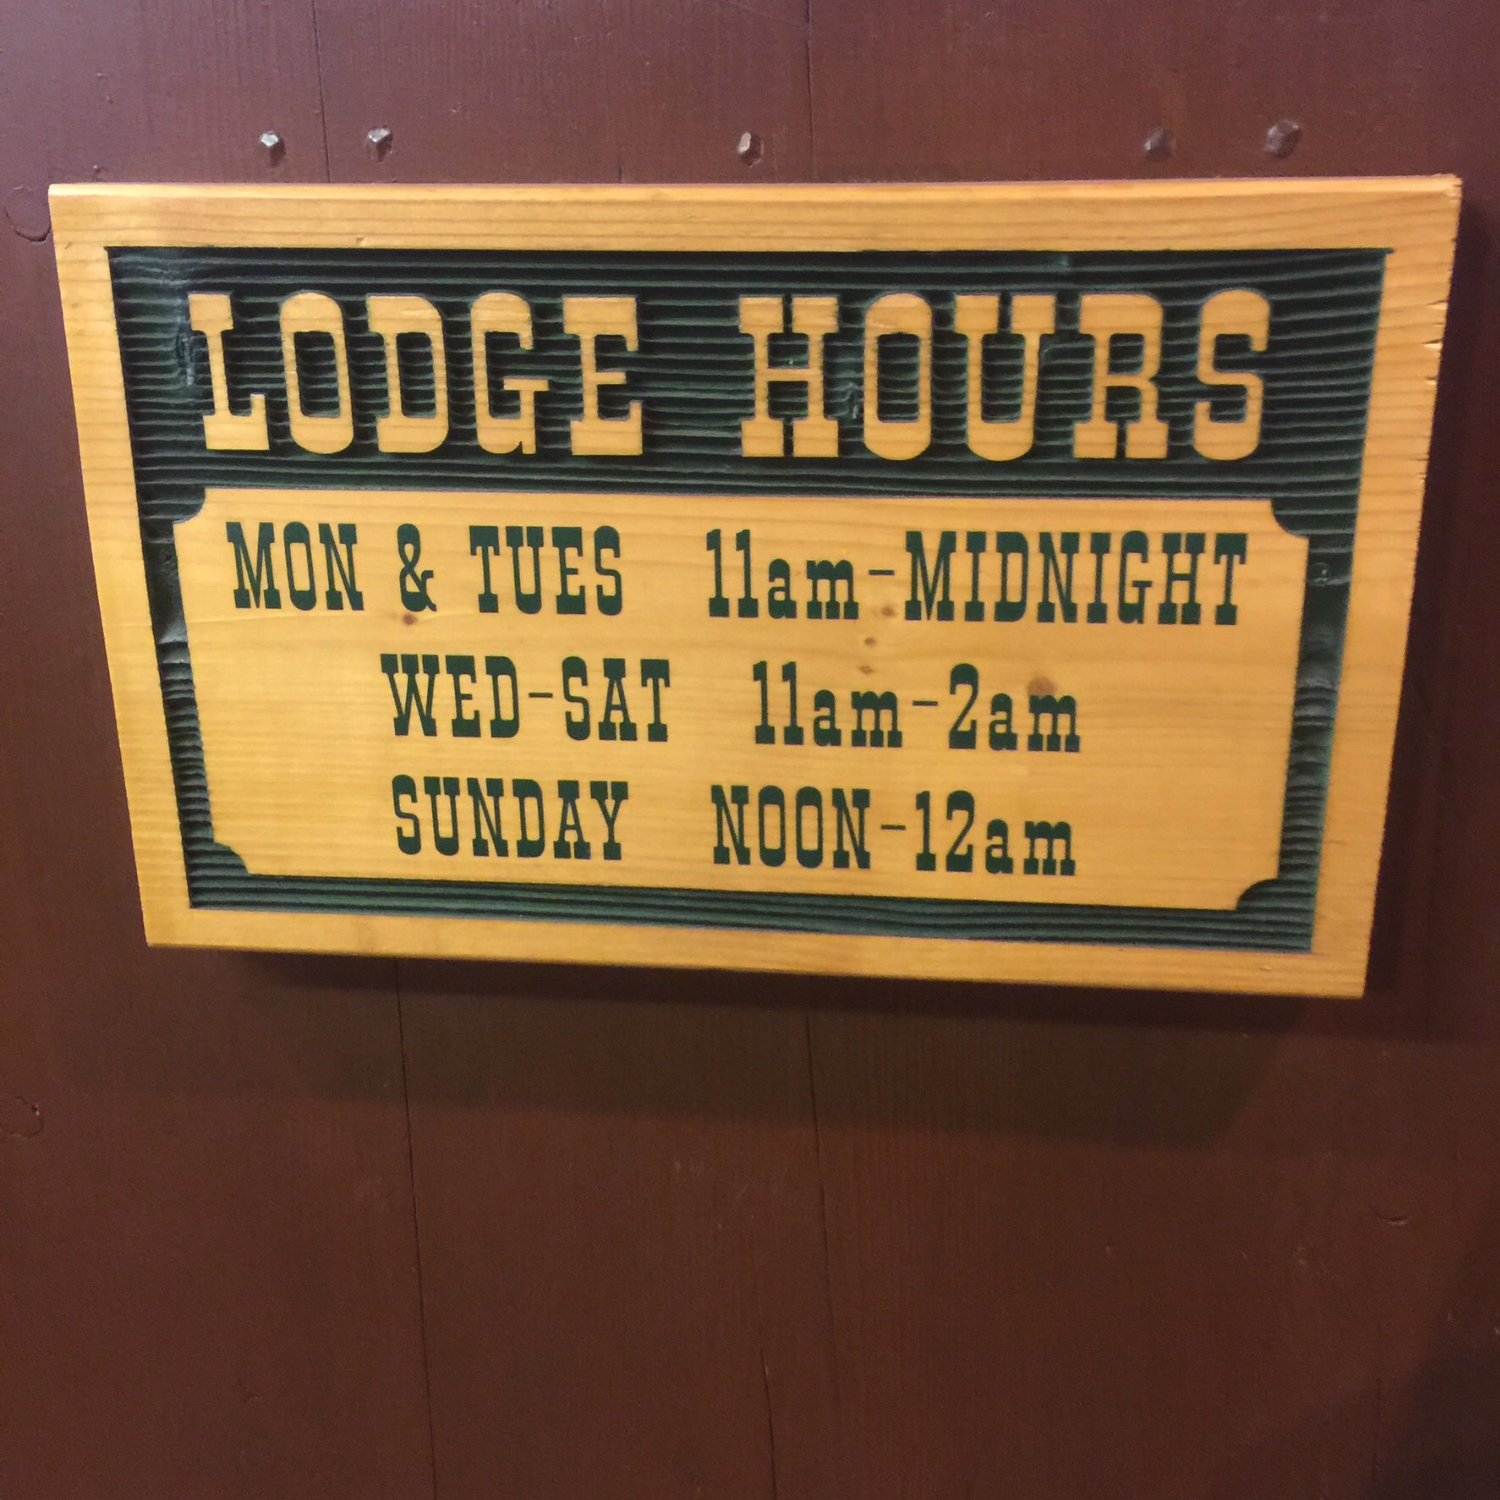 LODGE HOURS
MON & TUES 11am-MIDNIGHT
WED-SAT 11am-2am
SUNDAY NOON-12am